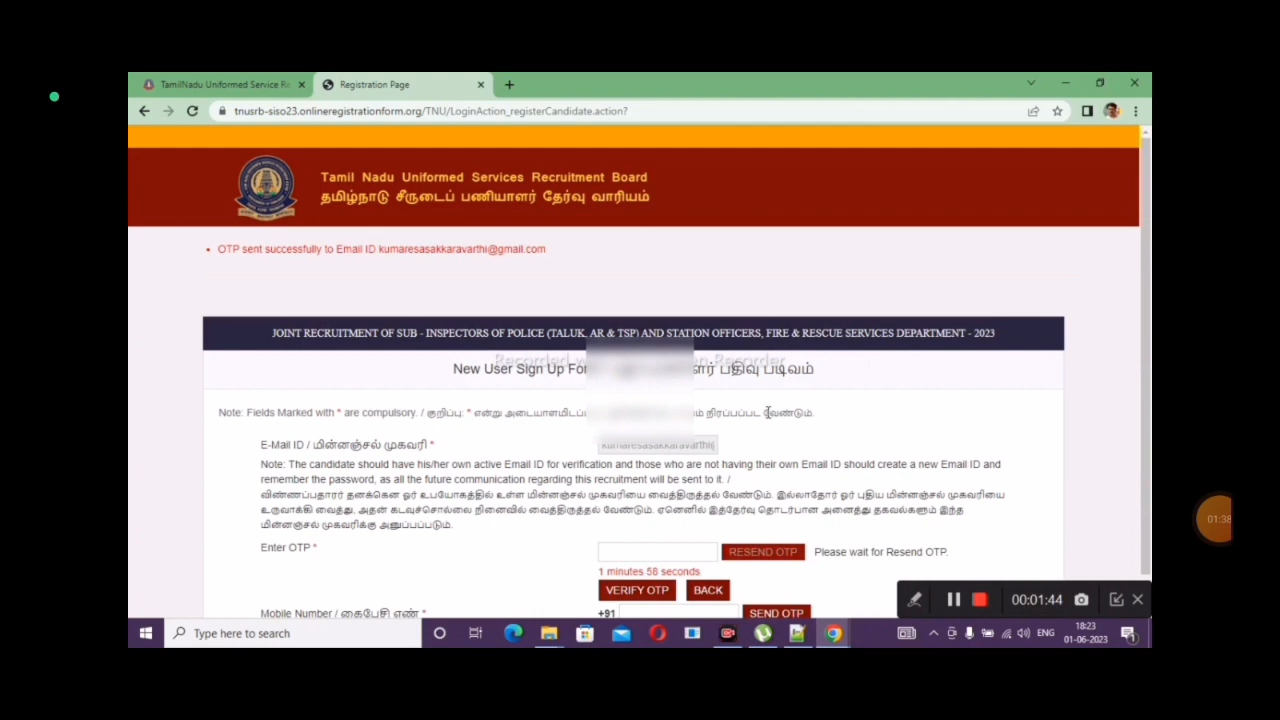 TamilNadu Uniformed Service Re
Registration Page
tnusrb-siso23.onlineregistrationform.org/TNU/LoginAction_registerCandidate.action?
Tamil Nadu Uniformed Services Recruitment Board
தமிழ்நாடு சீருடைப் பணியாளர் தேர்வு வாரியம்
OTP sent successfully to Email ID kumaresasakkaravarthi@gmail.com
JOINT RECRUITMENT OF SUB - INSPECTORS OF POLICE (TALUK, AR & TSP) AND STATION OFFICERS, FIRE & RESCUE SERVICES DEPARTMENT - 2023
Recorded Recorder
New User Sign Up பதிவு படிவம்
Note: Fields Marked with * are compulsory. / குறிப்பு: * என்று நிரப்பப்பட வேண்டும்.
E-Mail ID / மின்னஞ்சல் முகவரி * kumaresasakkaravarthi@
Note: The candidate should have his/her own active Email ID for verification and those who are not having their own Email ID should create a new Email ID and
remember the password, as all the future communication regarding this recruitment will be sent to it. /
விண்ணப்பதாரர் தனக்கென ஓர் உபயோகத்தில் உள்ள மின்னஞ்சல் முகவரியை வைத்திருத்தல் வேண்டும். இல்லாதோர் ஓர் புதிய மின்னஞ்சல் முகவரியை
உருவாக்கி வைத்து, அதன் கடவுச்சொல்லை நினைவில் வைத்திருத்தல் வேண்டும். ஏனெனில் இத்தேர்வு தொடர்பான அனைத்து தகவல்களும் இந்த
மின்னஞ்சல் முகவரிக்கு அனுப்பப்படும்.
Enter OTP * RESEND OTP Please wait for Resend OTP.
1 minutes 58 seconds
VERIFY OTP BACK
Mobile Number / கைபேசி எண் * +91 SEND OTP
01:38
00:01:44
Type here to search
ENG
18:23
01-06-2023